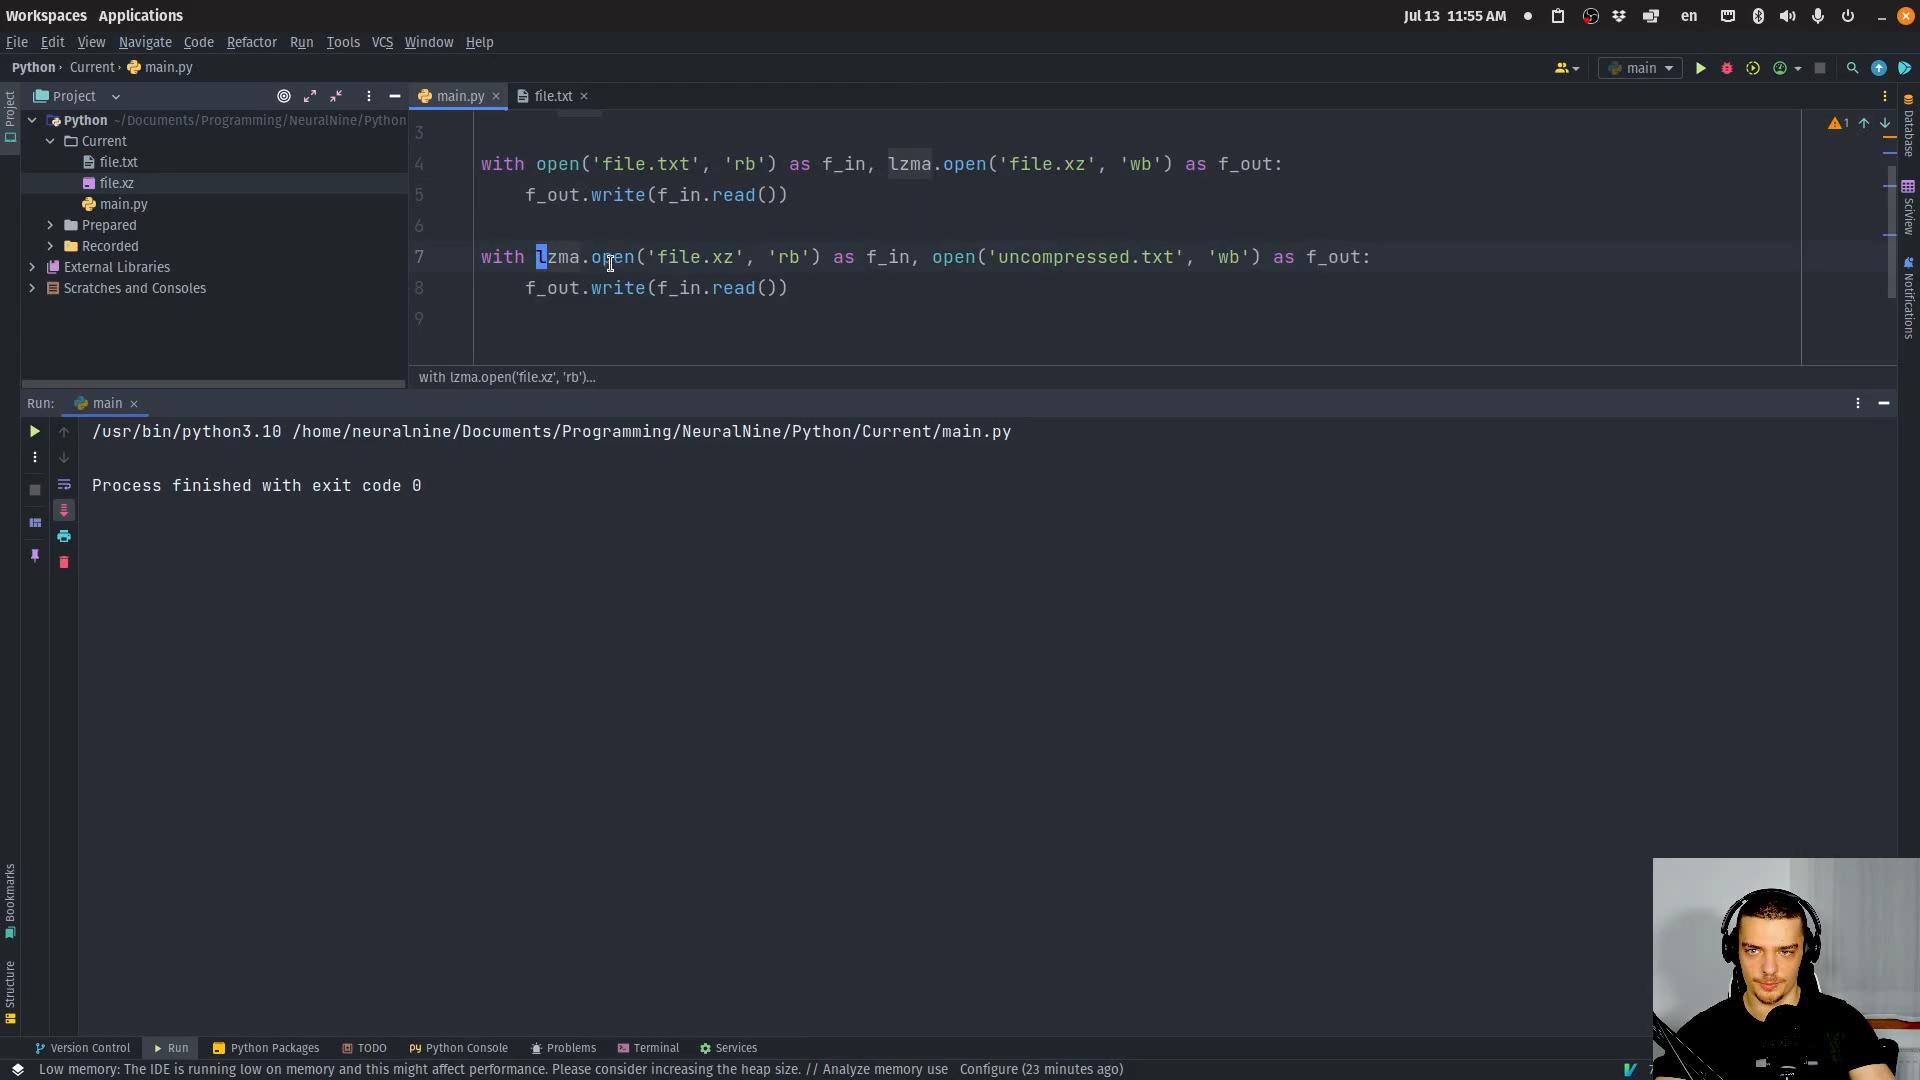 Workspaces Applications
Jul 13 11:55 AM
en
File Edit View Navigate Code Refactor Run Tools VCS Window Help
Python Current main.py
main
Project
main.py
file.txt
Python ~/Documents/Programming/NeuralNine/Python
Current
file.txt
file.xz
main.py
Prepared
Recorded
External Libraries
Scratches and Consoles
1
3
4 with open('file.txt', 'rb') as f_in, lzma.open('file.xz', 'wb') as f_out:
5 f_out.write(f_in.read())
6
7 with lzma.open('file.xz', 'rb') as f_in, open('uncompressed.txt', 'wb') as f_out:
8 f_out.write(f_in.read())
9
with lzma.open('file.xz', 'rb')...
Project
Database
SciView
Notifications
Run: main
/usr/bin/python3.10 /home/neuralnine/Documents/Programming/NeuralNine/Python/Current/main.py
Process finished with exit code 0
Bookmarks
Structure
Version Control Run Python Packages TODO Python Console Problems Terminal Services
Low memory: The IDE is running low on memory and this might affect performance. Please consider increasing the heap size. // Analyze memory use Configure (23 minutes ago)